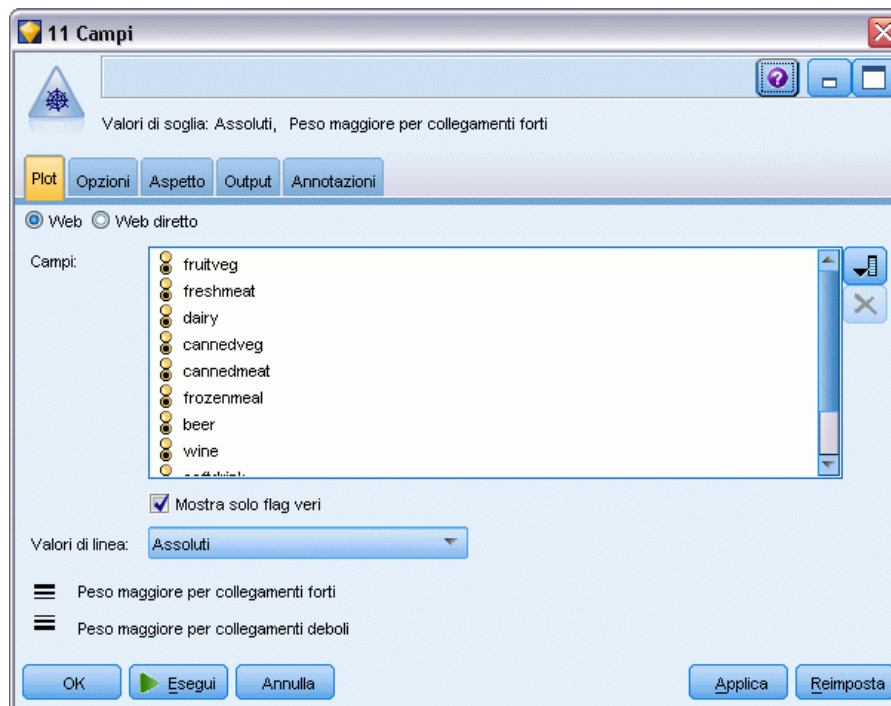 11 Campi
Valori di soglia: Assoluti, Peso maggiore per collegamenti forti
Plot Opzioni Aspetto Output Annotazioni
Web Web diretto
Campi:
fruitveg
freshmeat
dairy
cannedveg
cannedmeat
frozenmeal
beer
wine
Mostra solo flag veri
Valori di linea: Assoluti
Peso maggiore per collegamenti forti
Peso maggiore per collegamenti deboli
OK Esegui Annulla Applica Reimposta